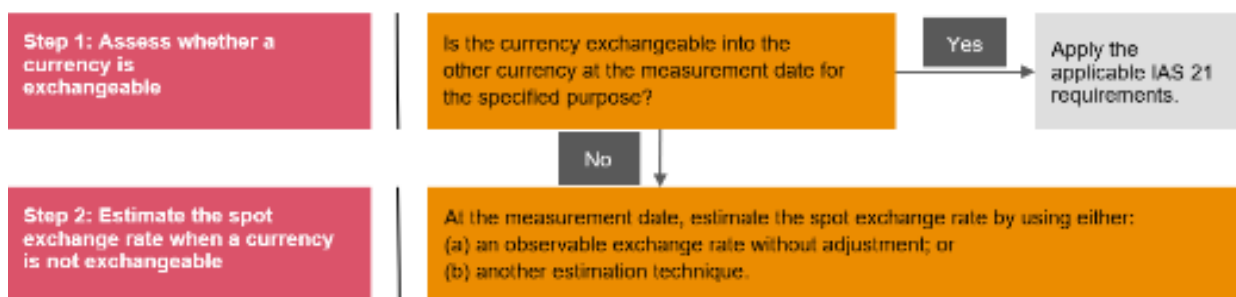 Step 1: Assess whether a
currency is
exchangeable
Is the currency exchangeable into the
other currency at the measurement date for
the specified purpose?
Yes
Apply the
applicable IAS 21
requirements.
No
Step 2: Estimate the spot
exchange rate when a currency
is not exchangeable
At the measurement date, estimate the spot exchange rate by using either:
(a) an observable exchange rate without adjustment; or
(b) another estimation technique.